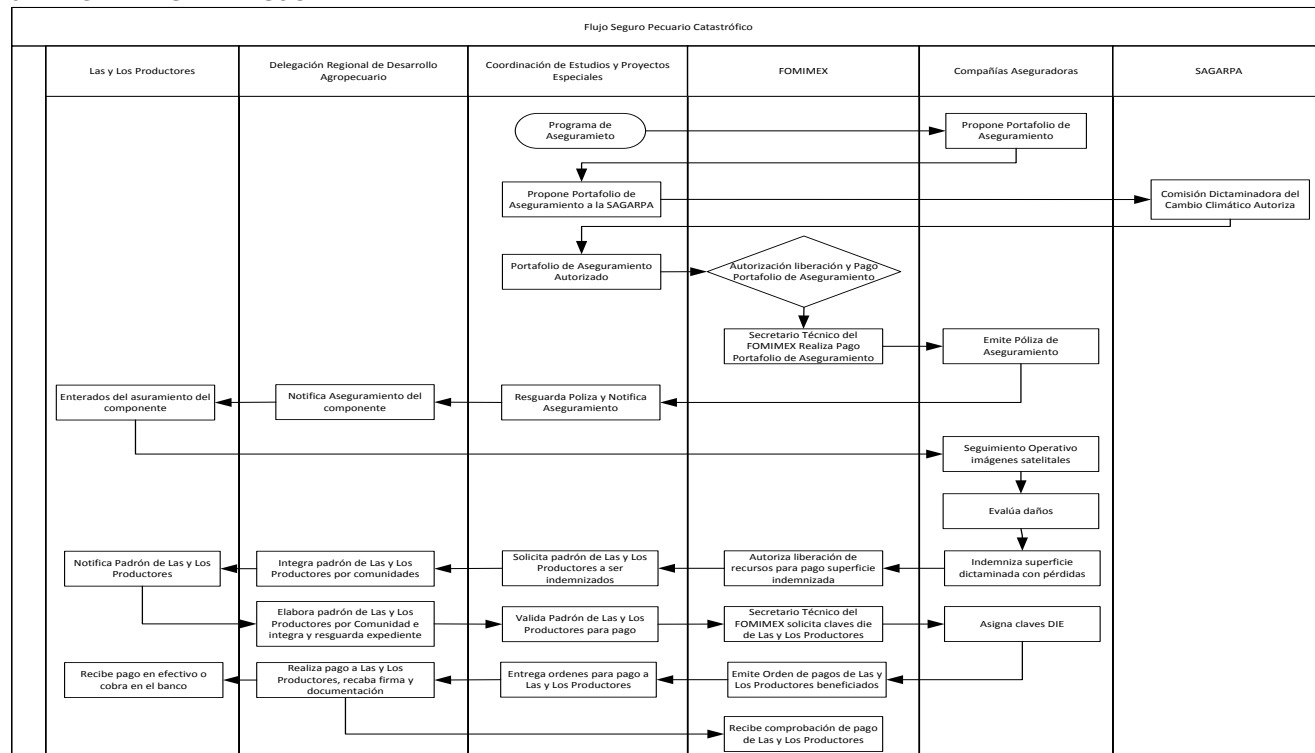 Flujo Seguro Pecuario Catastrófico
Las y Los Productores
Delegación Regional de Desarrollo
Agropecuario
Coordinación de Estudios y Proyectos
Especiales
FOMIMEX
Compañías Aseguradoras
SAGARPA
Programa de
Aseguramieto
Propone Portafolio de
Aseguramiento
Propone Portafolio de
Aseguramiento a la SAGARPA
Comisión Dictaminadora del
Cambio Climático Autoriza
Portafolio de Aseguramiento
Autorizado
Autorización liberación y Pago
Portafolio de Aseguramiento
Secretario Técnico del
FOMIMEX Realiza Pago
Portafolio de Aseguramiento
Emite Póliza de
Aseguramiento
Enterados del asuramiento del
componente
Notifica Aseguramiento del
componente
Resguarda Poliza y Notifica
Aseguramiento
Seguimiento Operativo
imágenes satelitales
Evalúa daños
Notifica Padrón de Las y Los
Productores
Integra padrón de Las y Los
Productores por comunidades
Solicita padrón de Las y Los
Productores a ser
indemnizados
Autoriza liberación de
recursos para pago superficie
indemnizada
Indemniza superficie
dictaminada con pérdidas
Elabora padrón de Las y Los
Productores por Comunidad e
integra y resguarda expediente
Valida Padrón de Las y Los
Productores para pago
Secretario Técnico del
FOMIMEX solicita claves die
de Las y Los Productores
Asigna claves DIE
Recibe pago en efectivo o
cobra en el banco
Realiza pago a Las y Los
Productores, recaba firma y
documentación
Entrega ordenes para pago a
Las y Los Productores
Emite Orden de pagos de Las y
Los Productores beneficiados
Recibe comprobación de pago
de Las y Los Productores